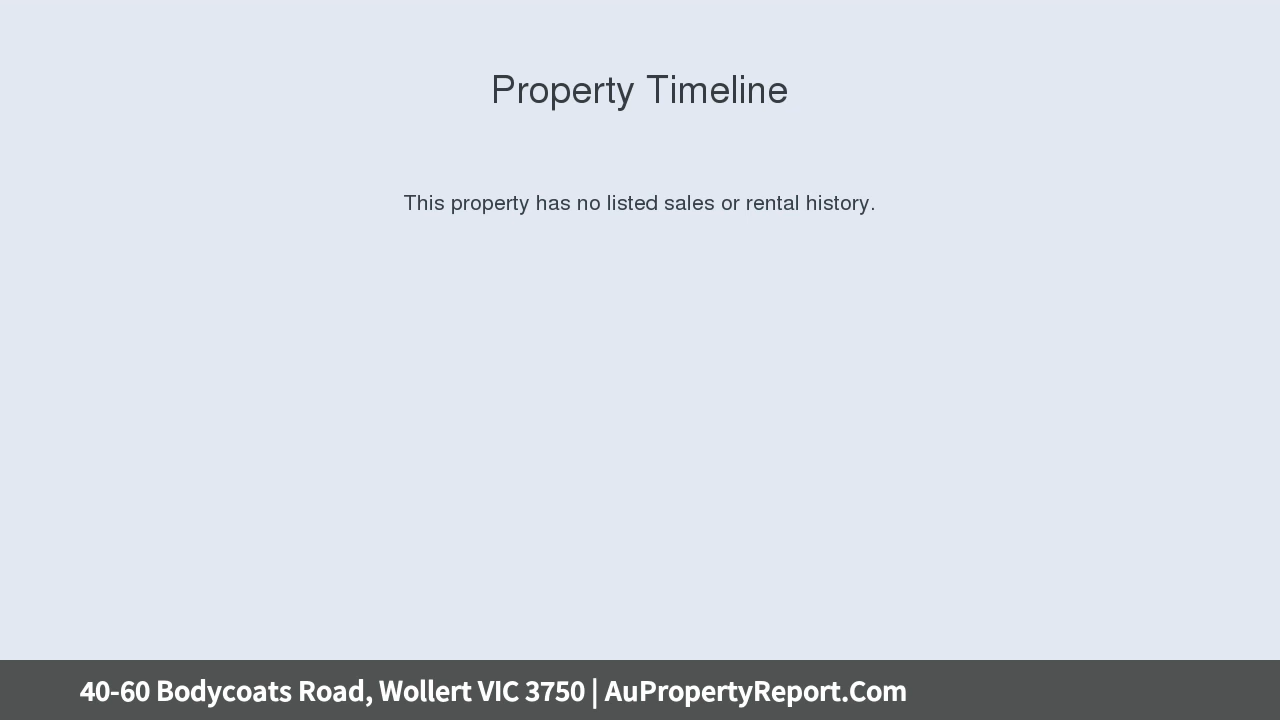 Property Timeline
This property has no listed sales or rental history.
40-60 Bodycoats Road, Wollert VIC 3750 | AuPropertyReport.Com